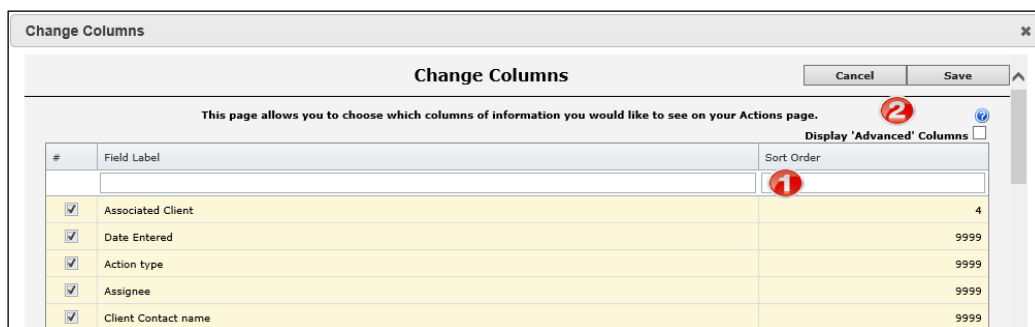 Change Columns
Change Columns
Cancel
Save
This page allows you to choose which columns of information you would like to see on your Actions page.
2
Display 'Advanced' Columns
# Field Label Sort Order
1
Associated Client 4
Date Entered 9999
Action type 9999
Assignee 9999
Client Contact name 9999